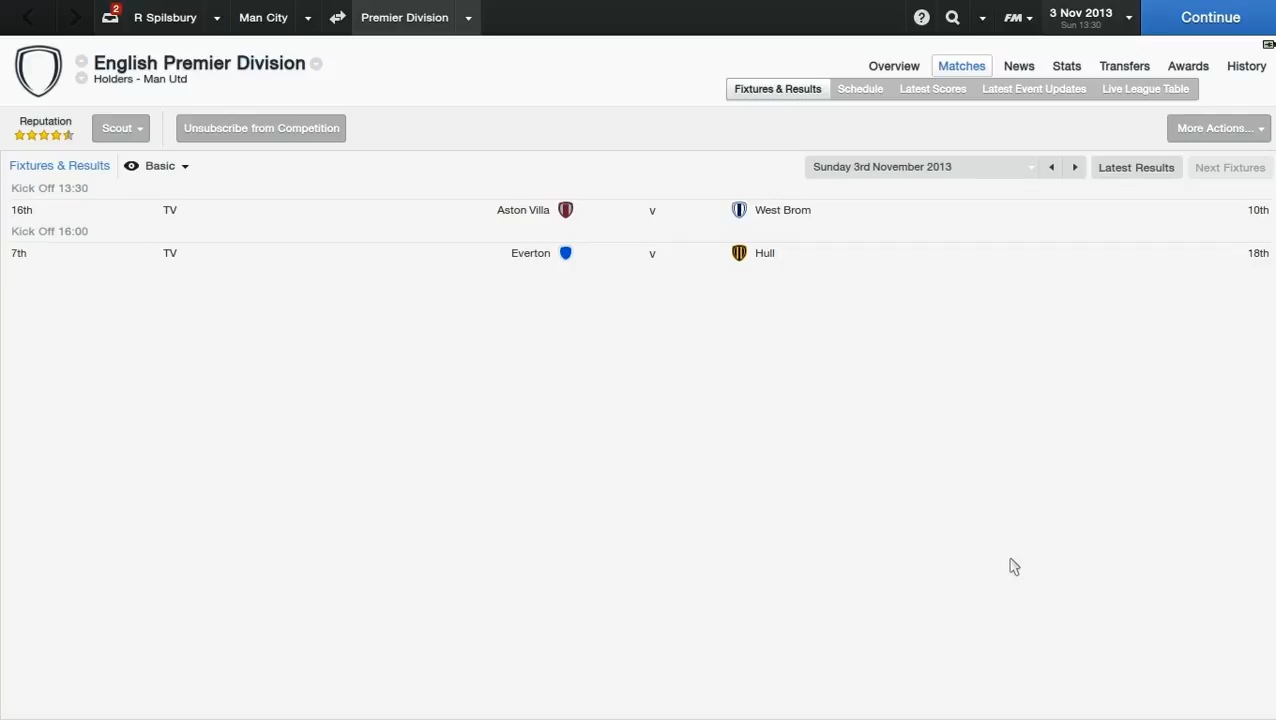 2 R Spilsbury Man City Premier Division ? FM 3 Nov 2013 Continue
Sun 13:30
English Premier Division
Holders - Man Utd
Overview Matches News Stats Transfers Awards History
Fixtures & Results Schedule Latest Scores Latest Event Updates Live League Table
Reputation
Scout Unsubscribe from Competition More Actions...
Fixtures & Results Basic Sunday 3rd November 2013 Latest Results Next Fixtures
Kick Off 13:30
16th TV Aston Villa v West Brom 10th
Kick Off 16:00
7th TV Everton v Hull 18th